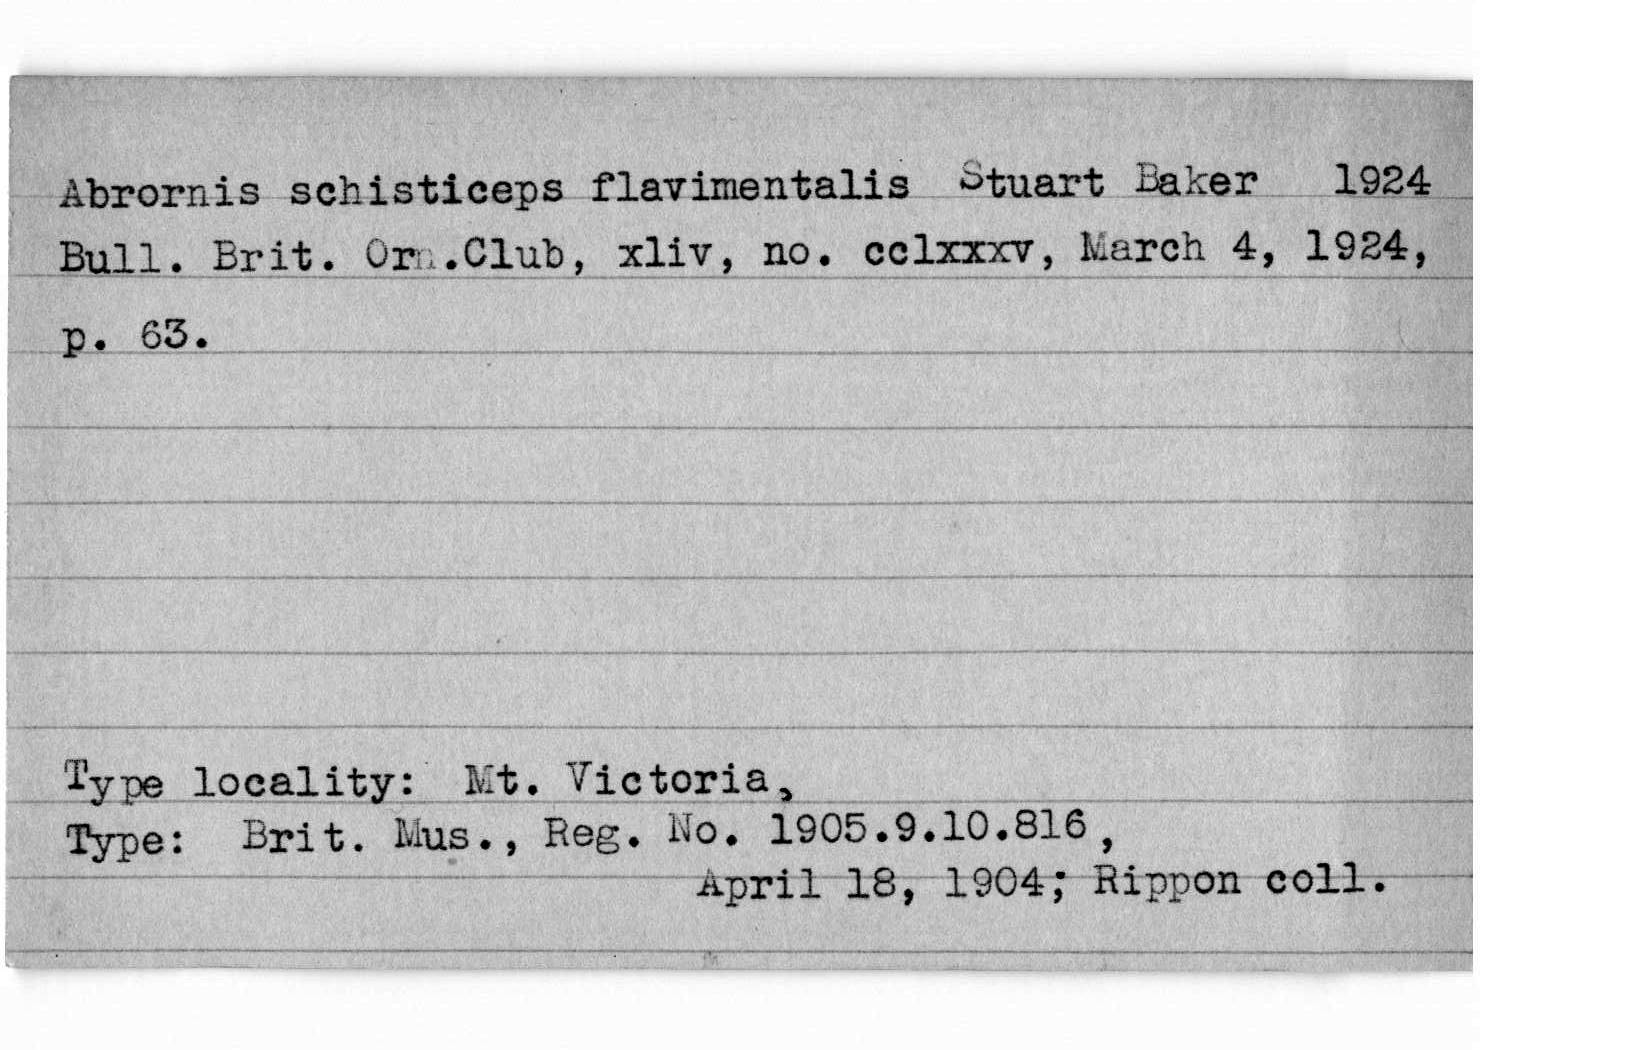 Abrornis schisticeps flavimentalis Stuart Baker 1924
Bull. Brit. Orn.Club, xliv, no. cclxxxv, March 4, 1924,
p. 63.
Type locality: Mt. Victoria,
Type: Brit. Mus., Reg. No. 1905.9.10.816,
April 18, 1904; Rippon coll.